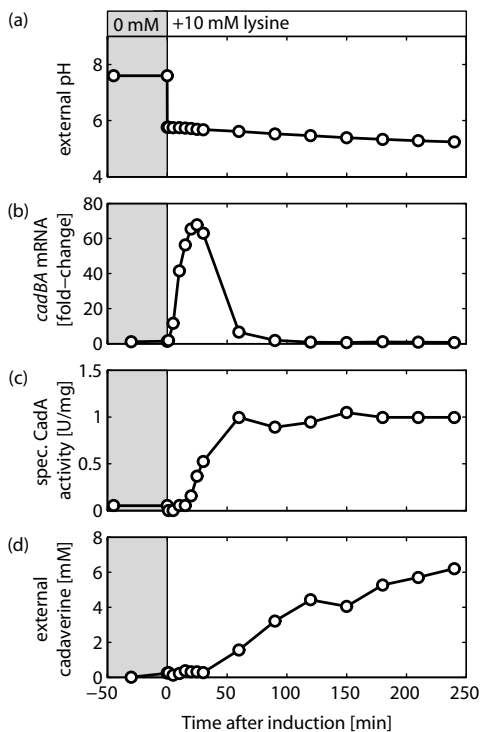 (a)
0 mM
+10 mM lysine
external pH
8
6
4
(b)
cadBA mRNA
[fold–change]
80
60
40
20
0
(c)
spec. CadA
activity [U/mg]
1.5
1
0.5
0
(d)
external
cadaverine [mM]
8
6
4
2
0
−50 0 50 100 150 200 250
Time after induction [min]